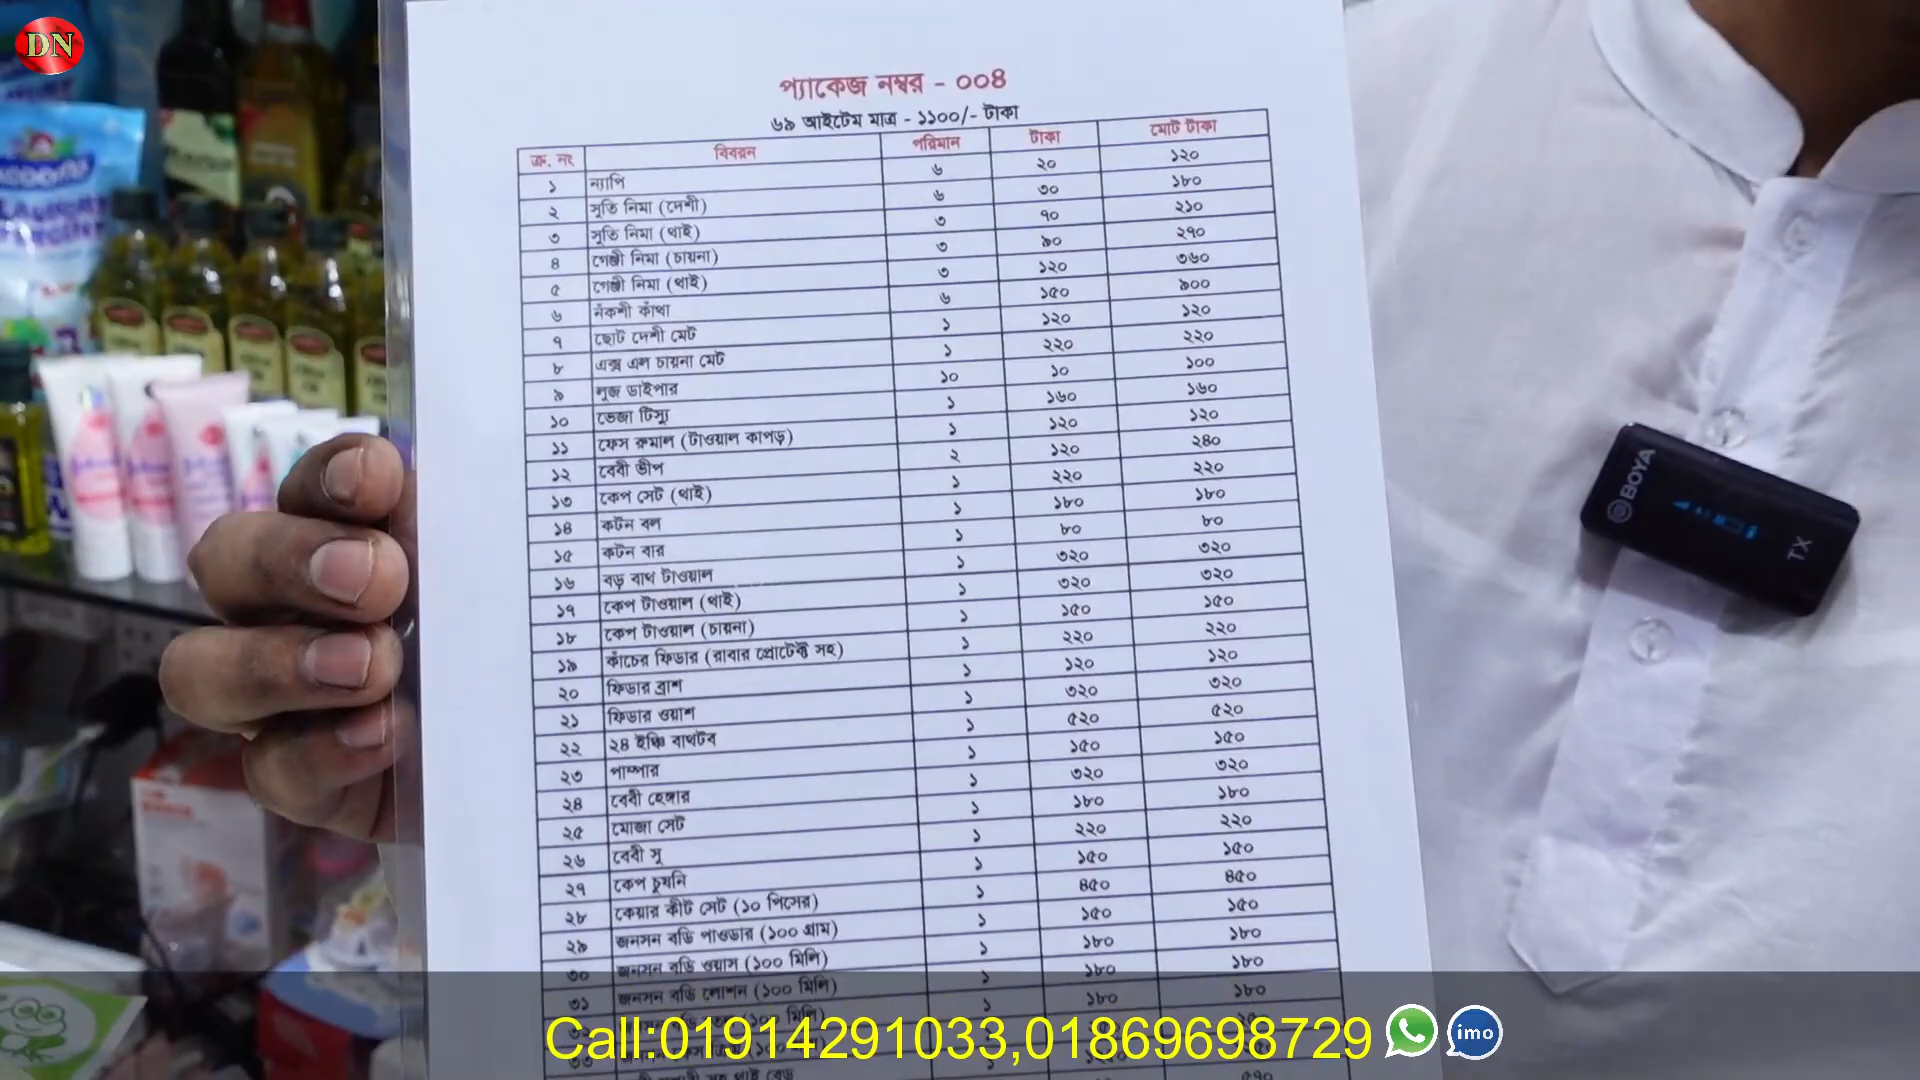 DN
প্যাকেজ নম্বর - ০০৪
৬৯ আইটেম মাত্র - ১১০০/- টাকা
ক্র. নং বিবরন পরিমান টাকা মোট টাকা
১ ন্যাপি ৬ ২০ ১২০
২ সুতি নিমা (দেশী) ৬ ৩০ ১৮০
৩ সুতি নিমা (থাই) ৩ ৭০ ২১০
৪ গেঞ্জী নিমা (চায়না) ৩ ৯০ ২৭০
৫ গেঞ্জী নিমা (থাই) ৩ ১২০ ৩৬০
৬ নঁকশী কাঁথা ৬ ১৫০ ৯০০
৭ ছোট দেশী মেট ১ ১২০ ১২০
৮ এক্স এল চায়না মেট ১ ২২০ ২২০
৯ লুজ ডাইপার ১০ ১০ ১০০
১০ ভেজা টিস্যু ১ ১৬০ ১৬০
১১ ফেস রুমাল (টাওয়াল কাপড়) ১ ১২০ ১২০
১২ বেবী ভীপ ২ ১২০ ২৪০
১৩ কেপ সেট (থাই) ১ ২২০ ২২০
১৪ কটন বল ১ ১৮০ ১৮০
১৫ কটন বার ১ ৮০ ৮০
১৬ বড় বাথ টাওয়াল ১ ৩২০ ৩২০
১৭ কেপ টাওয়াল (থাই) ১ ৩২০ ৩২০
১৮ কেপ টাওয়াল (চায়না) ১ ১৫০ ১৫০
১৯ কাঁচের ফিডার (রাবার প্রোটেক্ট সহ) ১ ২২০ ২২০
২০ ফিডার ব্রাশ ১ ১২০ ১২০
২১ ফিডার ওয়াশ ১ ৩২০ ৩২০
২২ ২৪ ইঞ্চি বাথটব ১ ৫২০ ৫২০
২৩ পাম্পার ১ ১৫০ ১৫০
২৪ বেবী হেঙ্গার ১ ৩২০ ৩২০
২৫ মোজা সেট ১ ১৮০ ১৮০
২৬ বেবী সু ১ ২২০ ২২০
২৭ কেপ চুষনি ১ ১৫০ ১৫০
২৮ কেয়ার কীট সেট (১০ পিসের) ১ ৪৫০ ৪৫০
২৯ জনসন বডি পাওডার (১০০ গ্রাম) ১ ১৫০ ১৫০
৩০ জনসন বডি ওয়াস (১০০ মিলি) ১ ১৮০ ১৮০
৩১ জনসন বডি লোশন (১০০ মিলি) ১ ১৮০ ১৮০
১ ১৮০ ১৮০
BOYA
TX
Call:01914291033,01869698729
imo